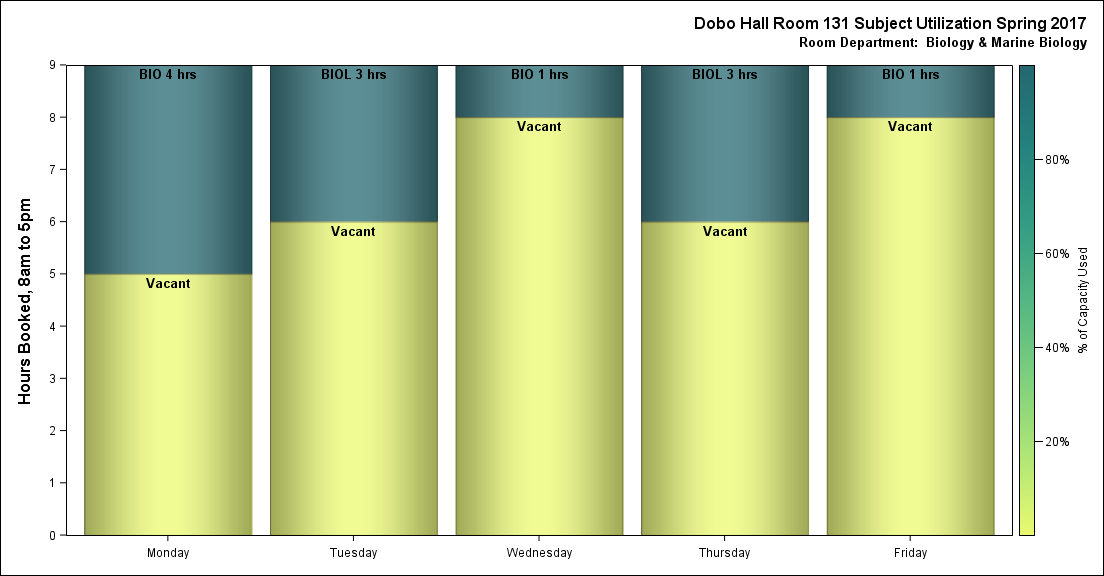 Dobo Hall Room 131 Subject Utilization Spring 2017
Room Department:  Biology & Marine Biology
Hours Booked, 8am to 5pm
9
8
7
6
5
4
3
2
1
0
BIO 4 hrs
Vacant
BIOL 3 hrs
Vacant
BIO 1 hrs
Vacant
BIOL 3 hrs
Vacant
BIO 1 hrs
Vacant
Monday
Tuesday
Wednesday
Thursday
Friday
80%
60%
40%
20%
% of Capacity Used